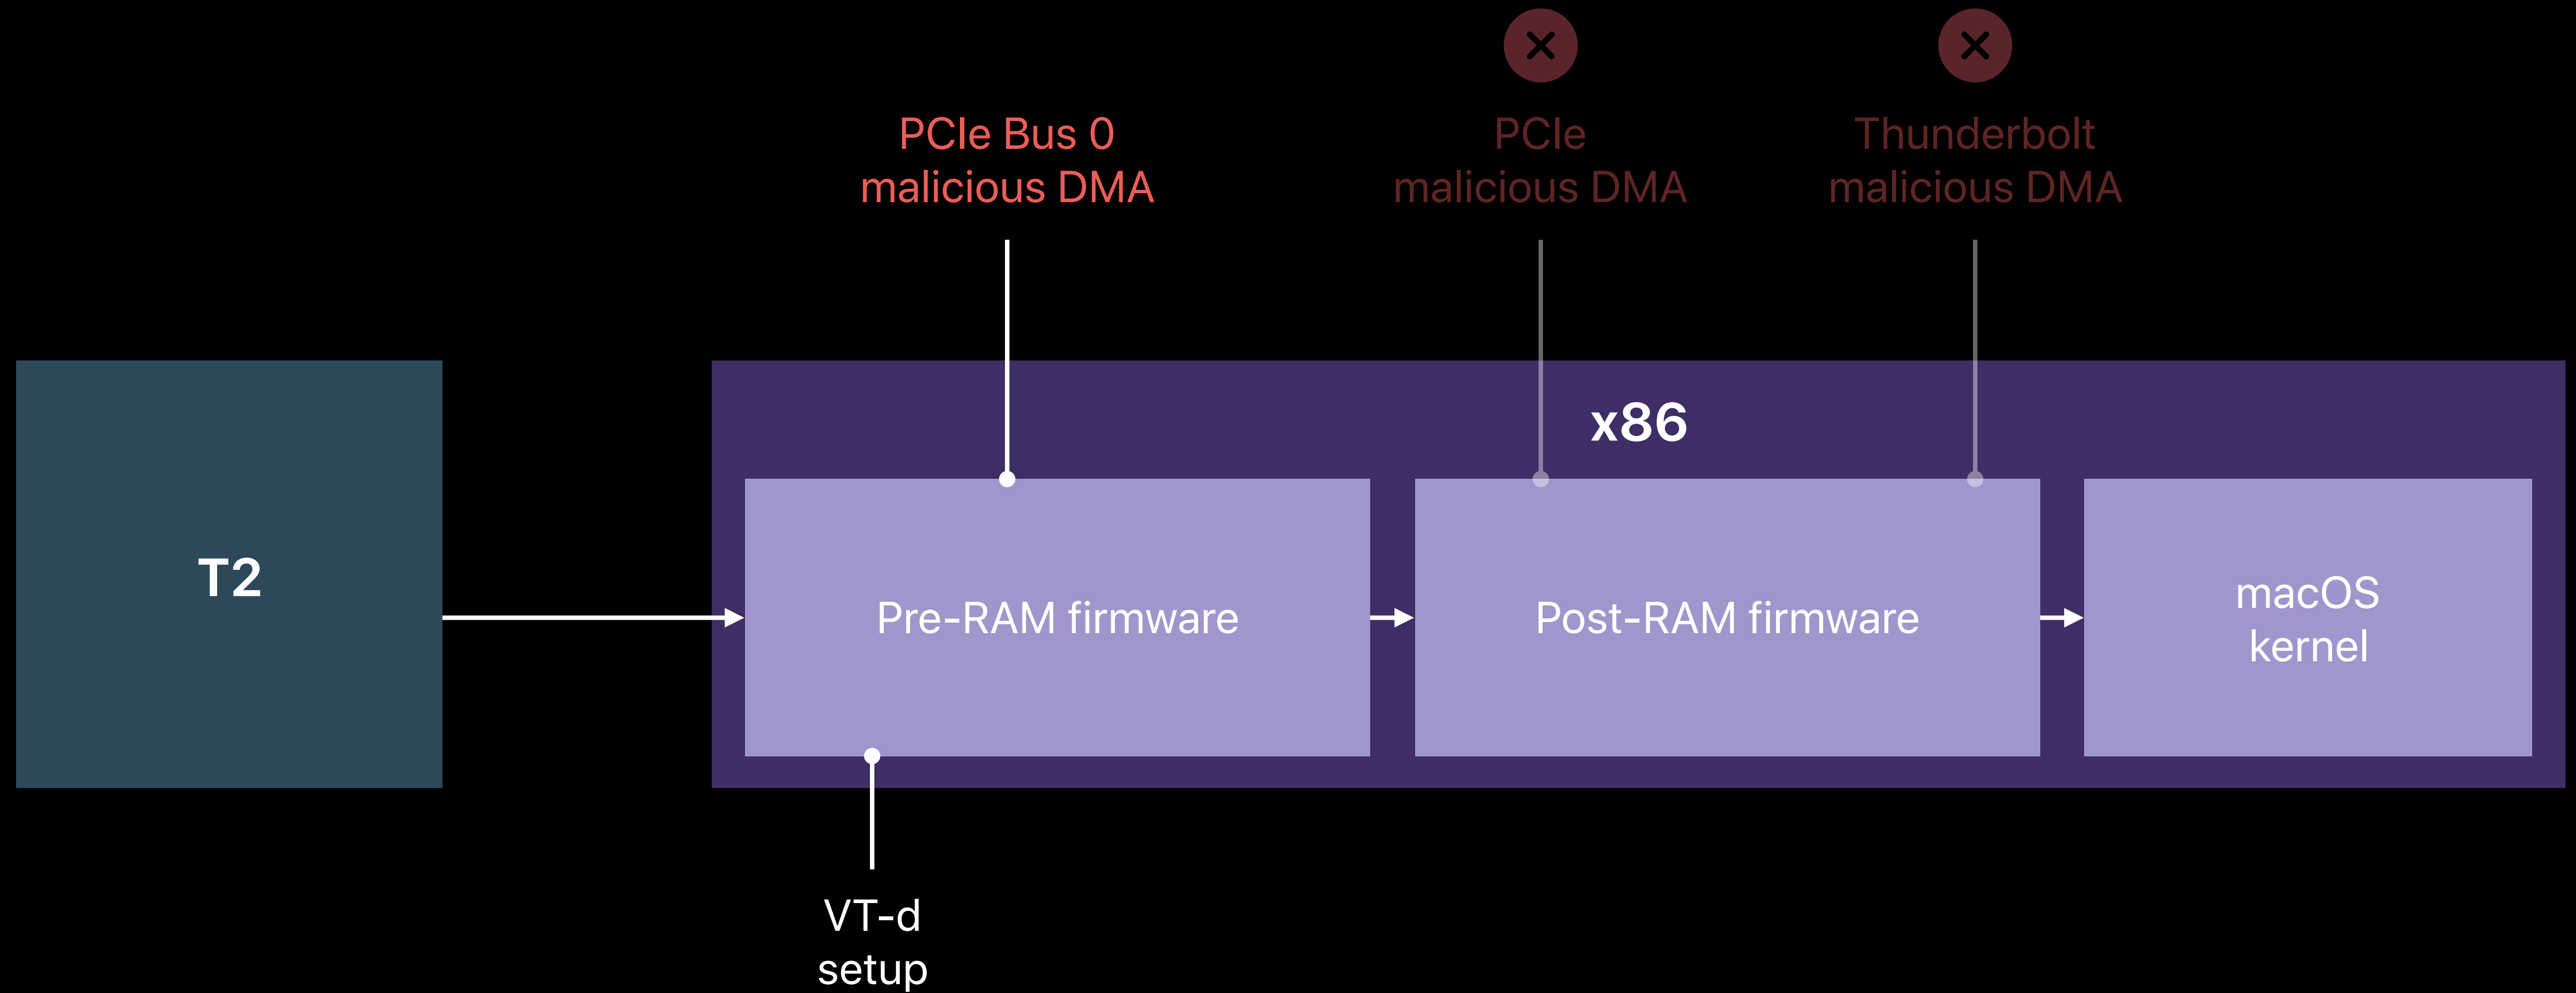 PCIe Bus 0
malicious DMA
PCIe
malicious DMA
Thunderbolt
malicious DMA
x86
T2
Pre-RAM firmware
Post-RAM firmware
macOS
kernel
VT-d
setup